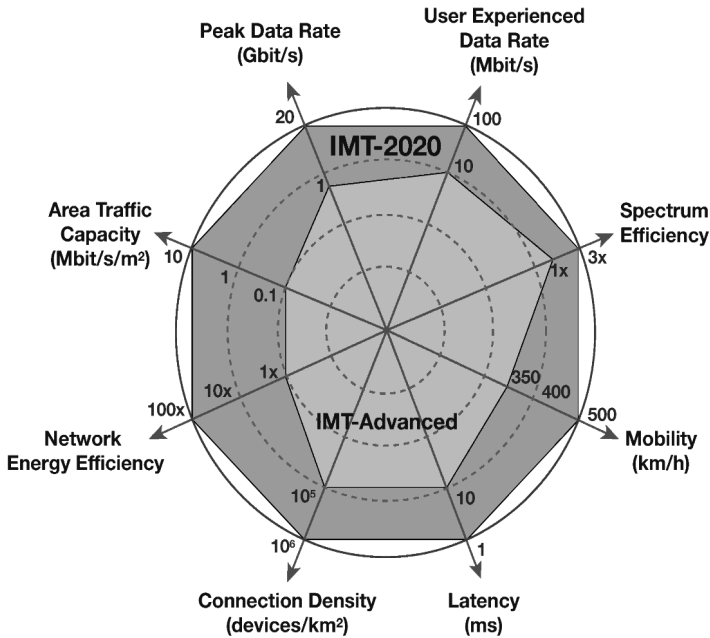 User Experienced
Data Rate
(Mbit/s)
Peak Data Rate
(Gbit/s)
20
100
IMT-2020
10
1
Area Traffic
Capacity
(Mbit/s/m²)
Spectrum
Efficiency
10
1
0.1
1x
3x
1x
10x
100x
350
400
500
IMT-Advanced
Network
Energy Efficiency
Mobility
(km/h)
10⁵
10
10⁶
1
Connection Density
(devices/km²)
Latency
(ms)